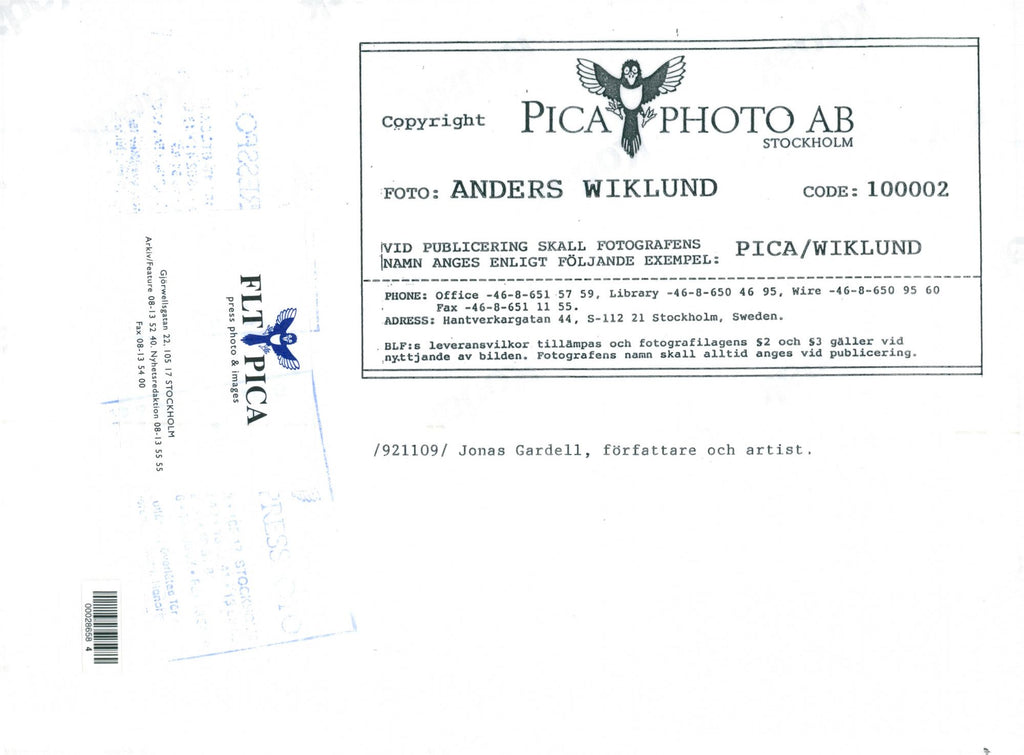 Copyright PICA PHOTO AB
STOCKHOLM
FOTO: ANDERS WIKLUND CODE: 100002
VID PUBLICERING SKALL FOTOGRAFENS
NAMN ANGES ENLIGT FÖLJANDE EXEMPEL: PICA/WIKLUND
PHONE: Office -46-8-651 57 59, Library -46-8-650 46 95, Wire -46-8-650 95 60
Fax -46-8-651 11 55.
ADRESS: Hantverkargatan 44, S-112 21 Stockholm, Sweden.
BLF:s leveransvilkor tillämpas och fotografilagens §2 och §3 gäller vid
nyttjande av bilden. Fotografens namn skall alltid anges vid publicering.
/921109/ Jonas Gardell, författare och artist.
FLT PICA
press photo & images
Gjörwellsgatan 22, 105 17 STOCKHOLM
Arkiv/Feature 08-13 52 40. Nyhetsredaktion 08-13 55 55
Fax 08-13 54 00
00028658 4